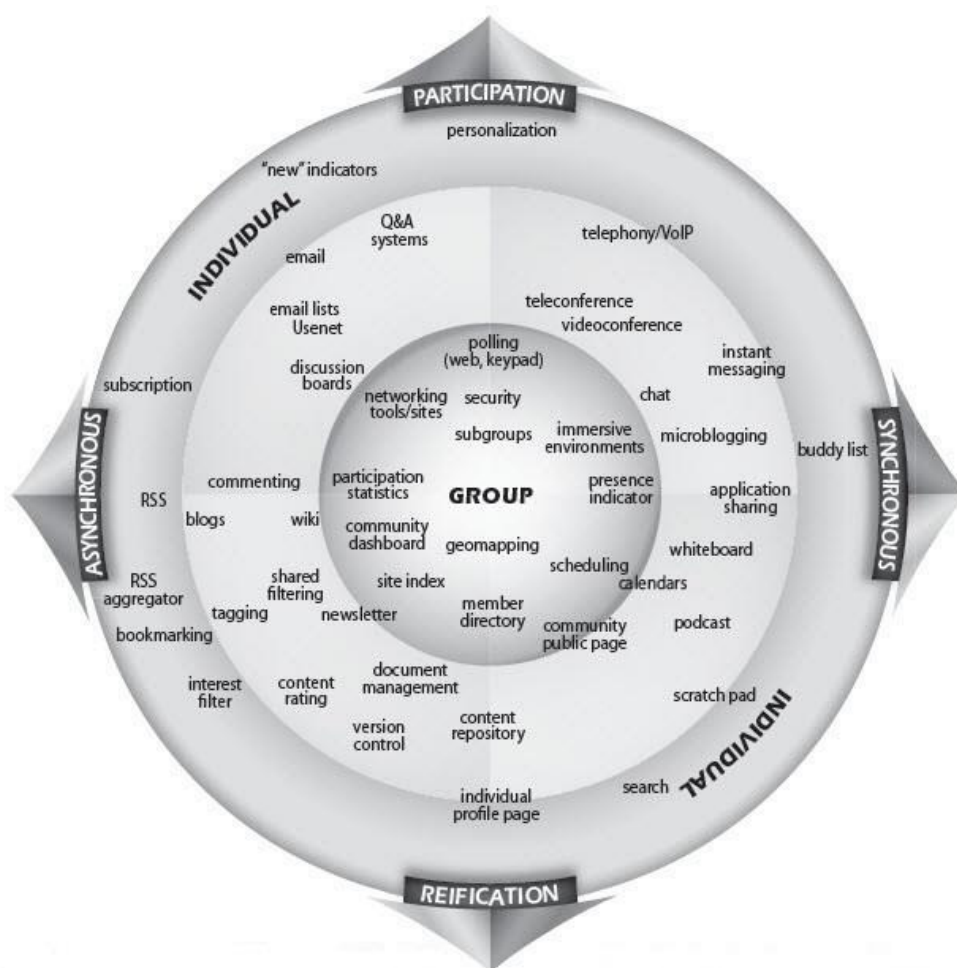 PARTICIPATION
personalization
"new" indicators
INDIVIDUAL
Q&A
systems
telephony/VoIP
email
email lists
Usenet
teleconference
videoconference
polling
(web, keypad)
instant
messaging
discussion
boards
subscription
networking
tools/sites
security
chat
subgroups
immersive
environments
microblogging
buddy list
ASYNCHRONOUS
SYNCHRONOUS
commenting
participation
statistics
GROUP
presence
indicator
application
sharing
RSS
blogs
wiki
community
dashboard
geomapping
whiteboard
scheduling
calendars
RSS
aggregator
shared
filtering
site index
tagging
newsletter
member
directory
community
public page
podcast
bookmarking
document
management
interest
filter
content
rating
scratch pad
INDIVIDUAL
version
control
content
repository
search
individual
profile page
REIFICATION